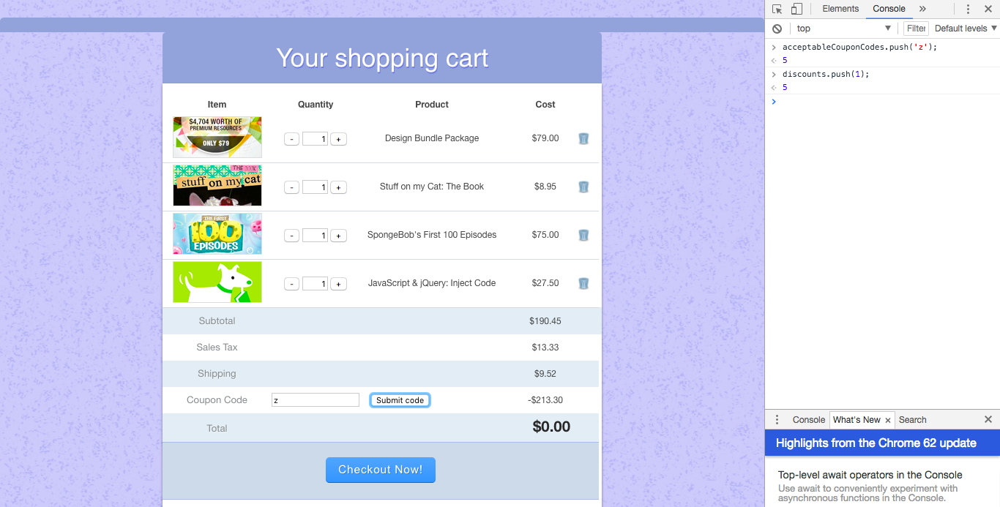 Your shopping cart
Item Quantity Product Cost
$4,704 WORTH OF
PREMIUM RESOURCES
ONLY $79
- 1 + Design Bundle Package $79.00
THE BOOK
stuff on my cat
- 1 + Stuff on my Cat: The Book $8.95
THE FIRST
100
EPISODES
- 1 + SpongeBob's First 100 Episodes $75.00
- 1 + JavaScript & jQuery: Inject Code $27.50
Subtotal $190.45
Sales Tax $13.33
Shipping $9.52
Coupon Code z Submit code -$213.30
Total $0.00
Checkout Now!
Elements Console »
top ▼ Filter Default levels ▼
> acceptableCouponCodes.push('z');
5
> discounts.push(1);
5
>
Console What's New × Search
Highlights from the Chrome 62 update
Top-level await operators in the Console
Use await to conveniently experiment with
asynchronous functions in the Console.